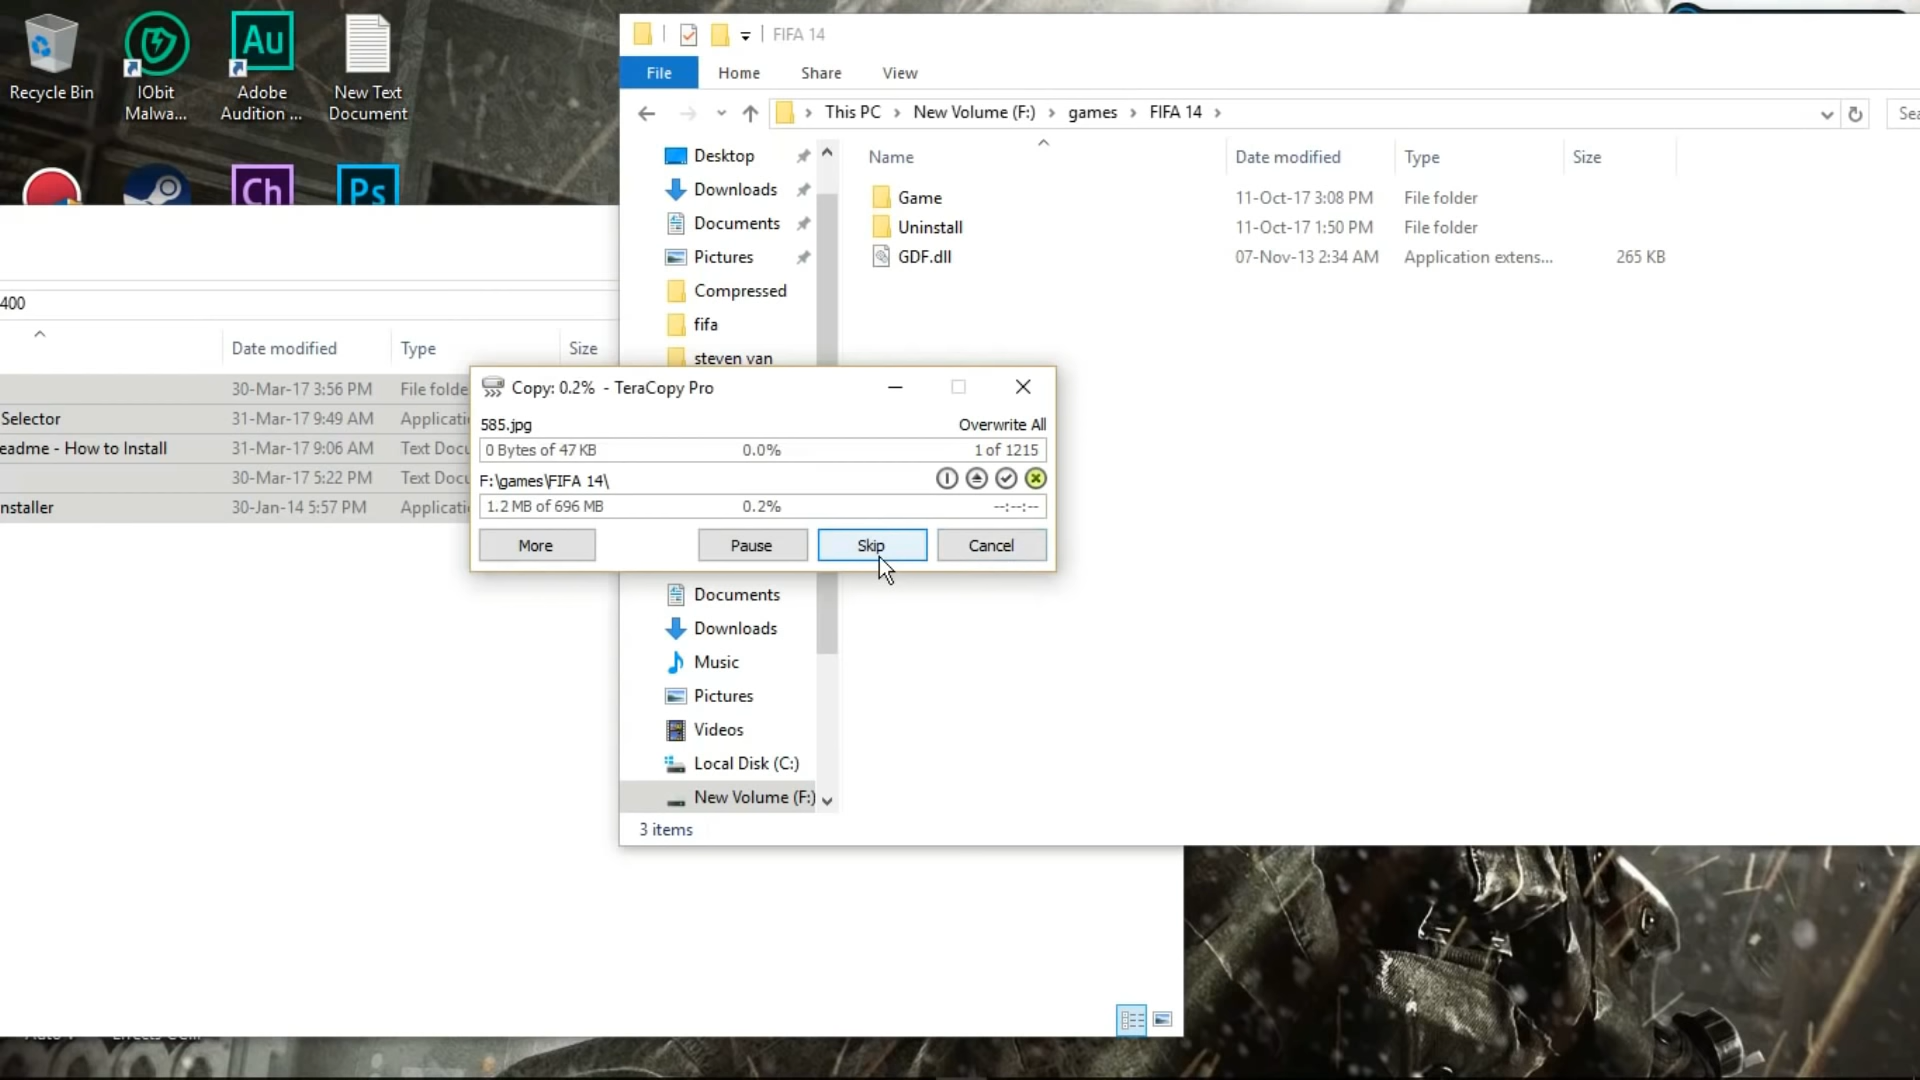 Recycle Bin
IObit
Malwa...
Au
Adobe
Audition ...
New Text
Document
Ch
Ps
FIFA 14
File
Home
Share
View
This PC
New Volume (F:)
games
FIFA 14
Sea
Desktop
Downloads
Documents
Pictures
Compressed
fifa
steven van
Name
Date modified
Type
Size
Game
11-Oct-17 3:08 PM
File folder
Uninstall
11-Oct-17 1:50 PM
File folder
GDF.dll
07-Nov-13 2:34 AM
Application extens...
265 KB
400
Date modified
Type
Size
30-Mar-17 3:56 PM
File folde
Selector
31-Mar-17 9:49 AM
Applicati
eadme - How to Install
31-Mar-17 9:06 AM
Text Docu
30-Mar-17 5:22 PM
Text Docu
nstaller
30-Jan-14 5:57 PM
Applicati
Copy: 0.2% - TeraCopy Pro
585.jpg
Overwrite All
0 Bytes of 47 KB
0.0%
1 of 1215
F:\games\FIFA 14\
1.2 MB of 696 MB
0.2%
--:--:--
More
Pause
Skip
Cancel
Documents
Downloads
Music
Pictures
Videos
Local Disk (C:)
New Volume (F:)
3 items